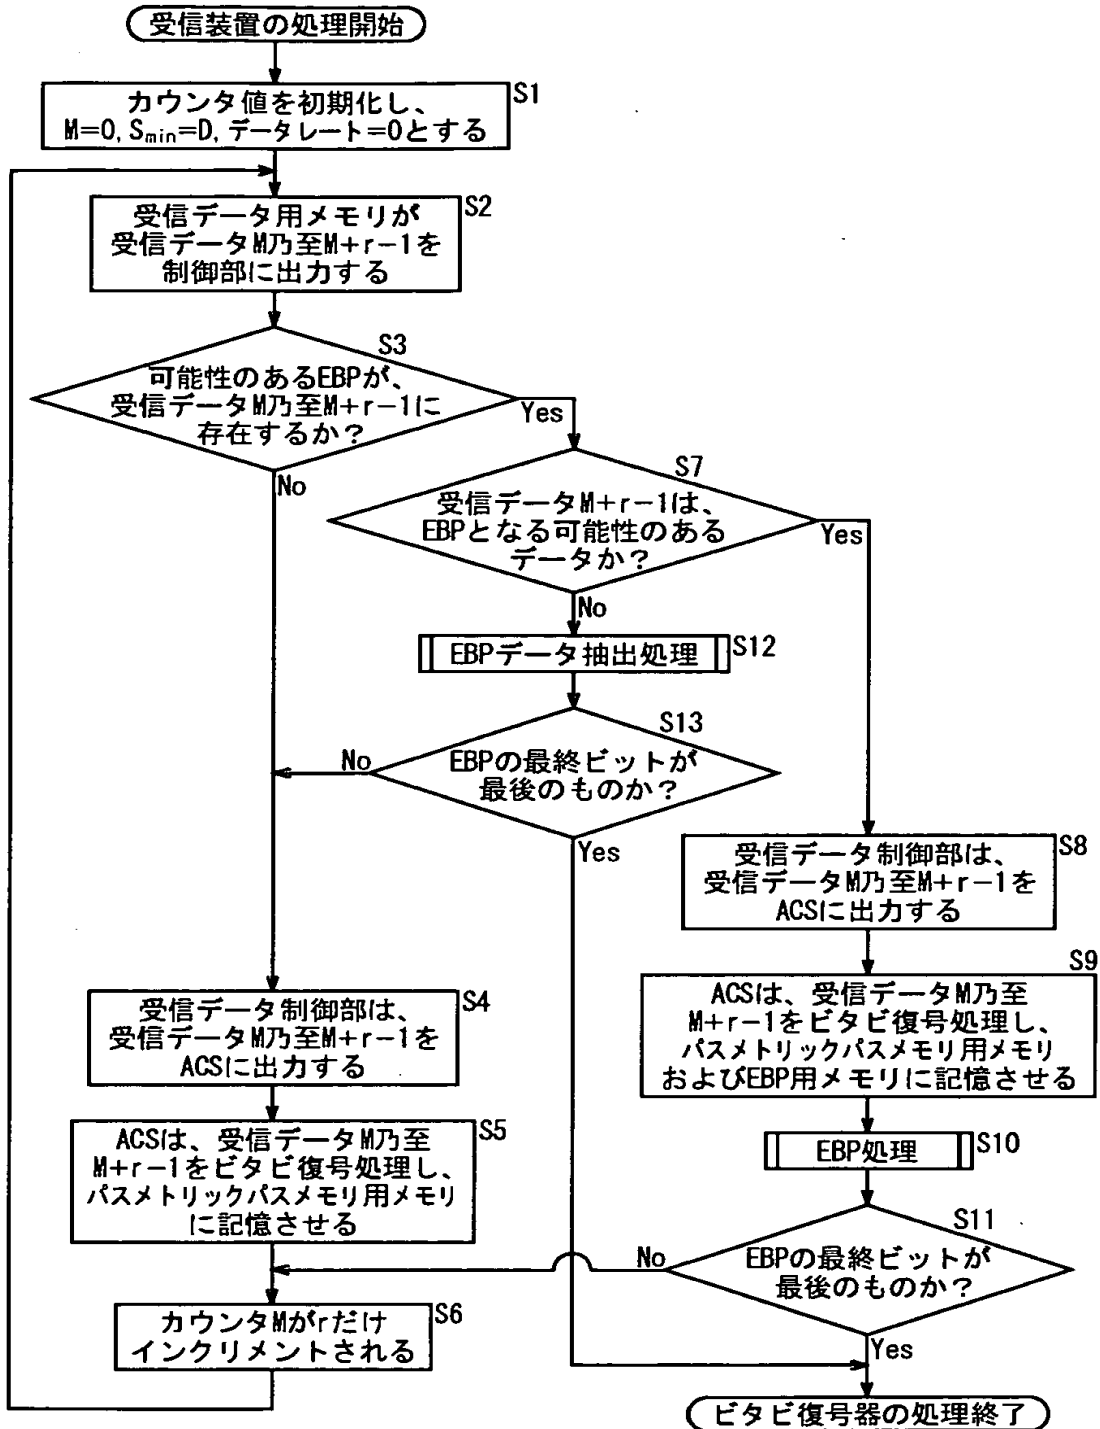 受信装置の処理開始
S1
カウンタ値を初期化し、
M=0, Smin=D, データレート=0とする
S2
受信データ用メモリが
受信データM乃至M+r-1を
制御部に出力する
S3
可能性のあるEBPが、
受信データM乃至M+r-1に
存在するか？
Yes
No
S7
受信データM+r-1は、
EBPとなる可能性のある
データか？
Yes
No
S12
EBPデータ抽出処理
S13
EBPの最終ビットが
最後のものか？
No
Yes
S8
受信データ制御部は、
受信データM乃至M+r-1を
ACSに出力する
S9
ACSは、受信データM乃至
M+r-1をビタビ復号処理し、
パスメトリックパスメモリ用メモリ
およびEBP用メモリに記憶させる
S4
受信データ制御部は、
受信データM乃至M+r-1を
ACSに出力する
S5
ACSは、受信データM乃至
M+r-1をビタビ復号処理し、
パスメトリックパスメモリ用メモリ
に記憶させる
S10
EBP処理
S11
EBPの最終ビットが
最後のものか？
No
Yes
S6
カウンタMがrだけ
インクリメントされる
ビタビ復号器の処理終了